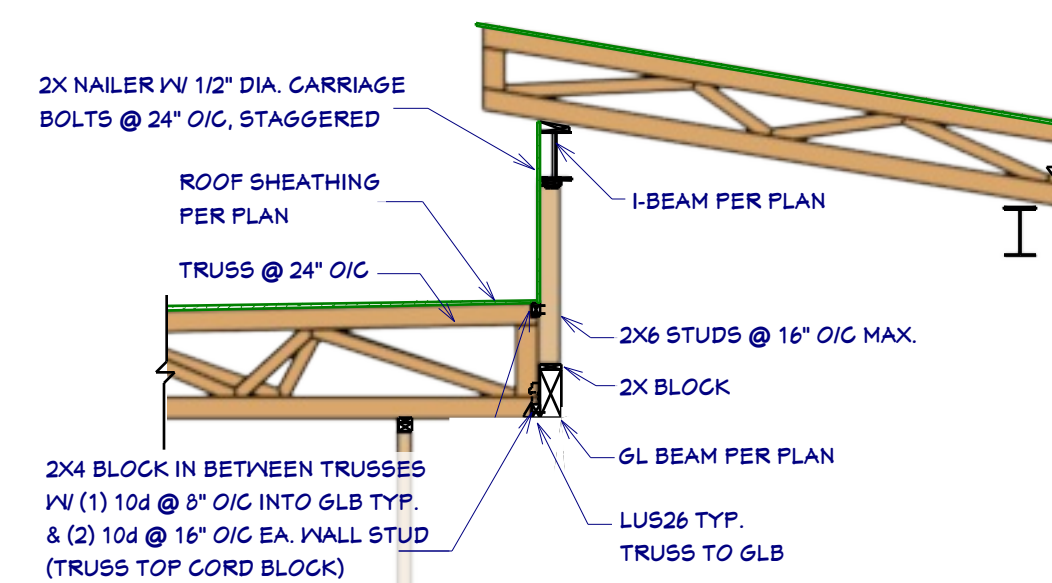 2X NAILER W/ 1/2" DIA. CARRIAGE
BOLTS @ 24" O/C, STAGGERED
ROOF SHEATHING
PER PLAN
TRUSS @ 24" O/C
I-BEAM PER PLAN
2X6 STUDS @ 16" O/C MAX.
2X BLOCK
GL BEAM PER PLAN
2X4 BLOCK IN BETWEEN TRUSSES
W/ (1) 10d @ 8" O/C INTO GLB TYP.
& (2) 10d @ 16" O/C EA. WALL STUD
(TRUSS TOP CORD BLOCK)
LUS26 TYP.
TRUSS TO GLB